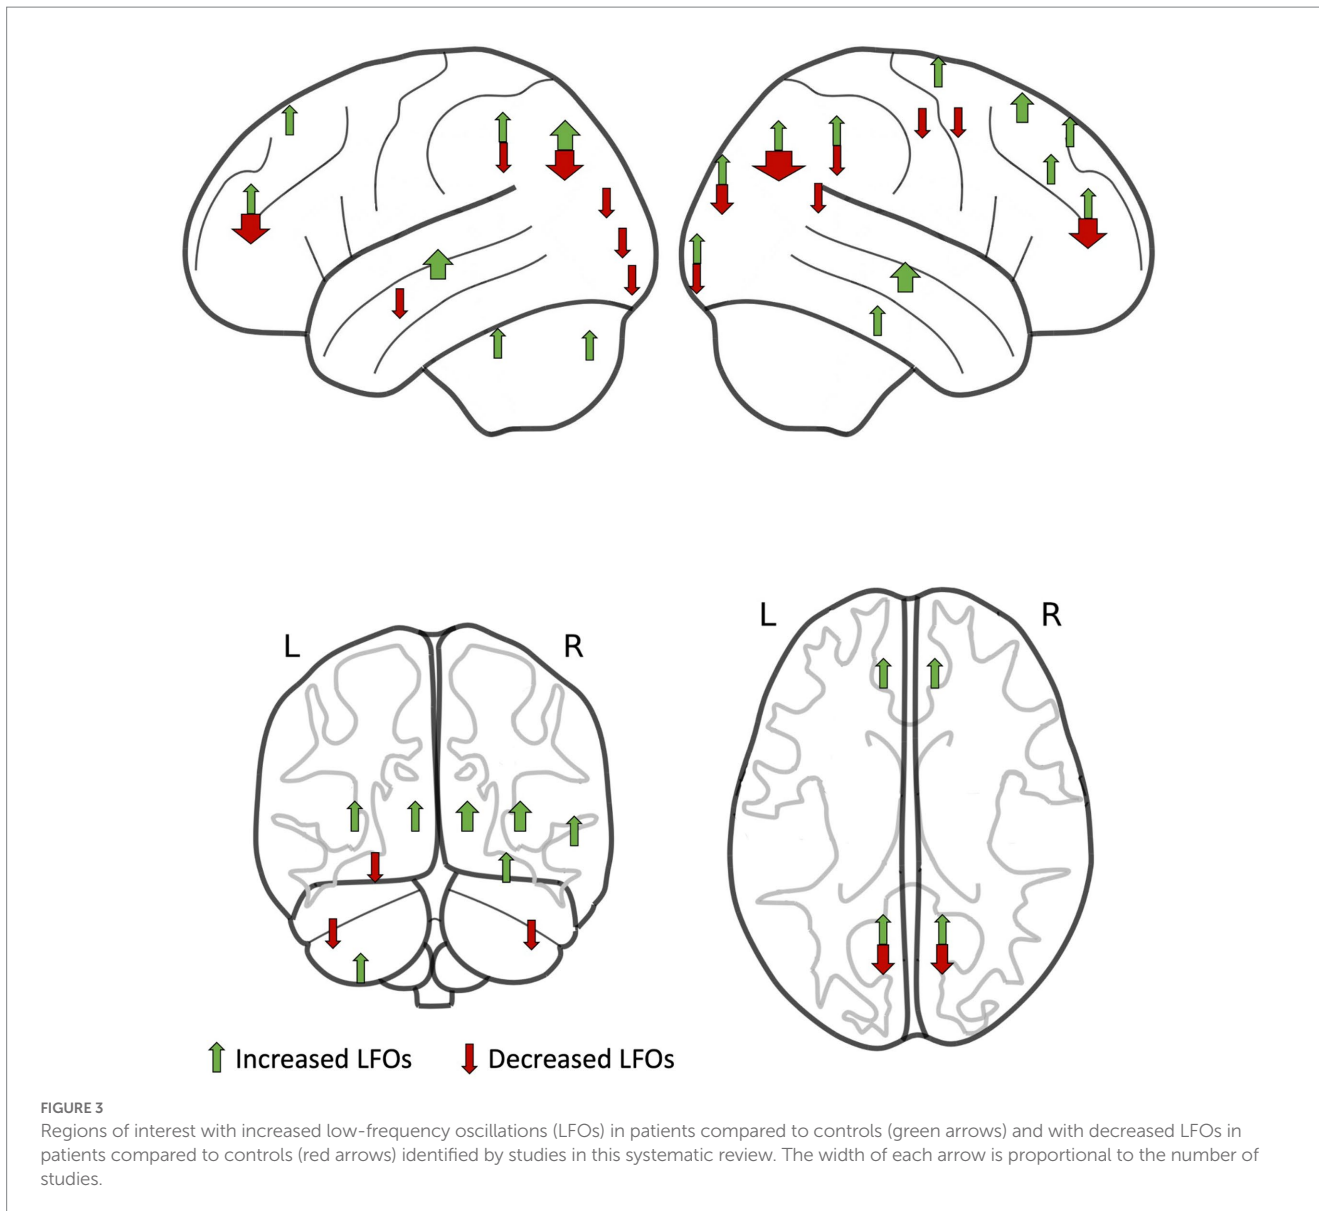 L
R
L
R
Increased LFOs
Decreased LFOs
FIGURE 3
Regions of interest with increased low-frequency oscillations (LFOs) in patients compared to controls (green arrows) and with decreased LFOs in
patients compared to controls (red arrows) identified by studies in this systematic review. The width of each arrow is proportional to the number of
studies.